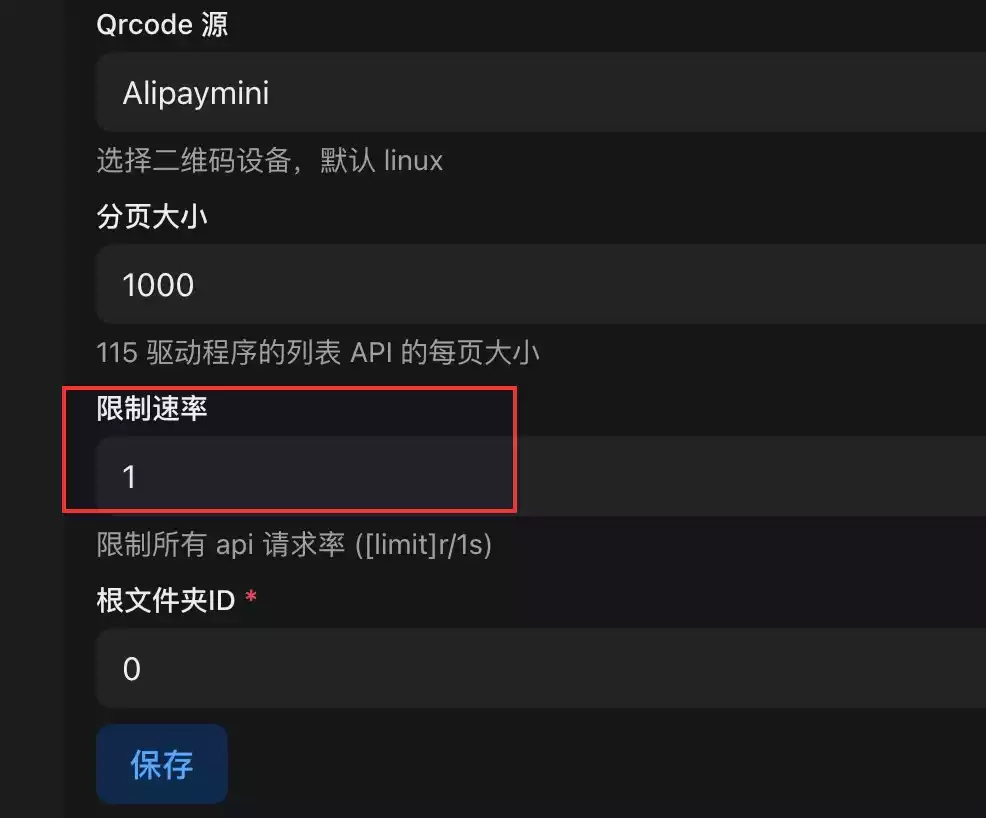 Qrcode 源
Alipaymini
选择二维码设备，默认 linux
分页大小
1000
115 驱动程序的列表 API 的每页大小
限制速率
1
限制所有 api 请求率 ([limit]r/1s)
根文件夹ID *
0
保存